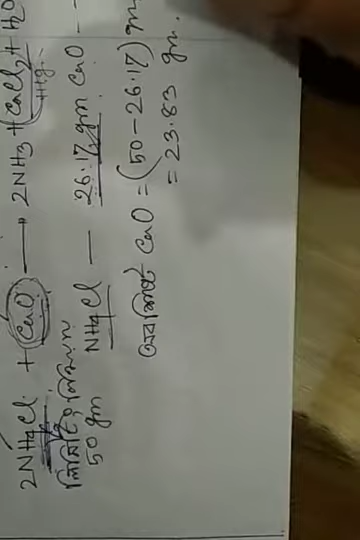 2NH4Cl + CaO → 2NH3 + CaCl2 + H2O
লিমিটিং বিক্রিয়ক
50 gm NH4Cl — 26.17 gm CaO -
অবশিষ্ট CaO = (50 - 26.17) gm
= 23.83 gm.